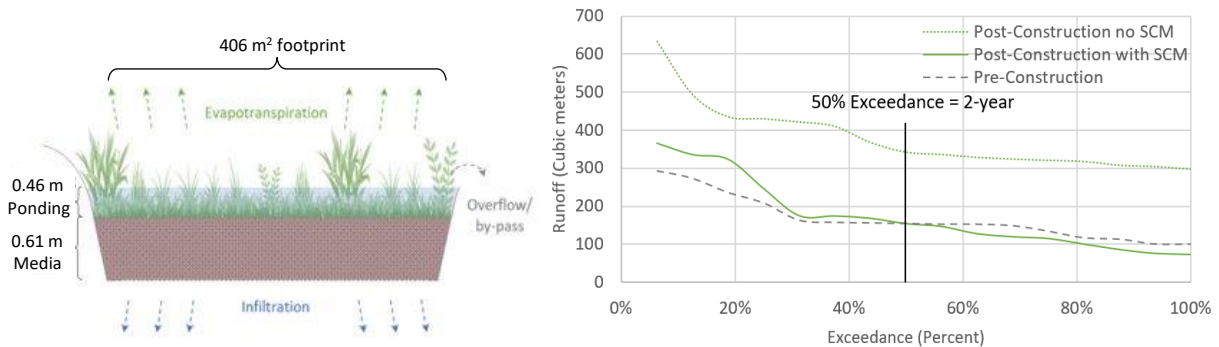 406 m² footprint
Evapotranspiration
0.46 m
Ponding
0.61 m
Media
Overflow/
by-pass
Infiltration
700
600
500
400
300
200
100
0
Runoff (Cubic meters)
Post-Construction no SCM
Post-Construction with SCM
Pre-Construction
50% Exceedance = 2-year
0%
20%
40%
60%
80%
100%
Exceedance (Percent)